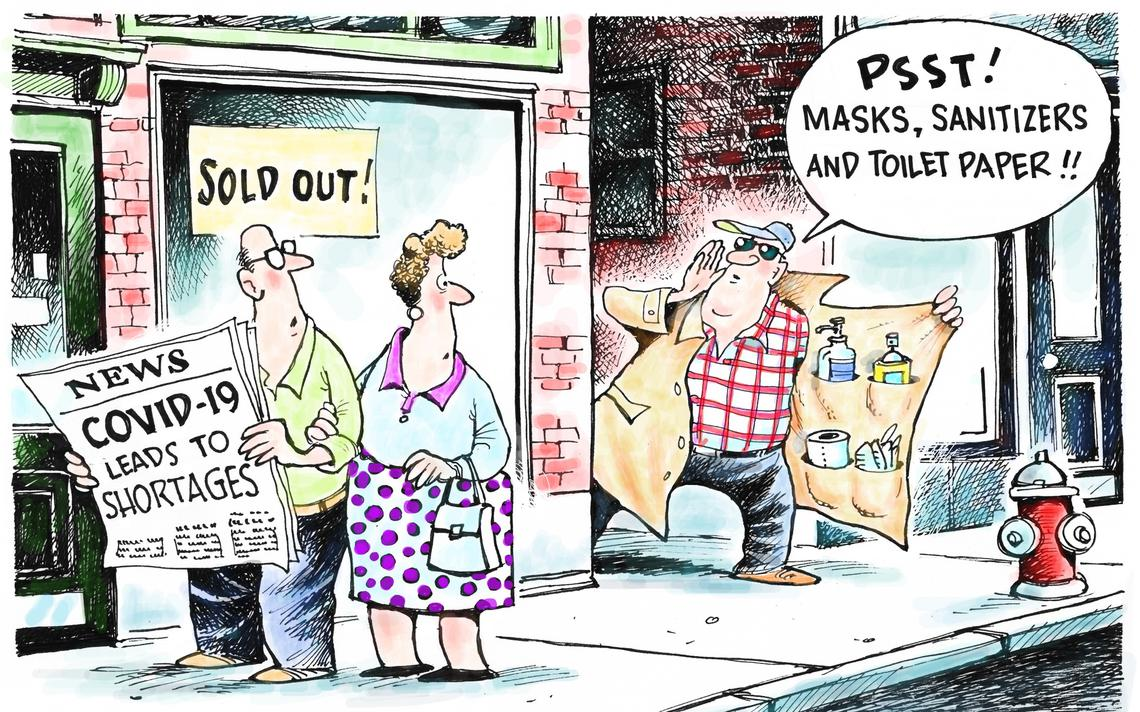 SOLD OUT!
PSST!
MASKS, SANITIZERS
AND TOILET PAPER!!
NEWS
COVID-19
LEADS TO
SHORTAGES